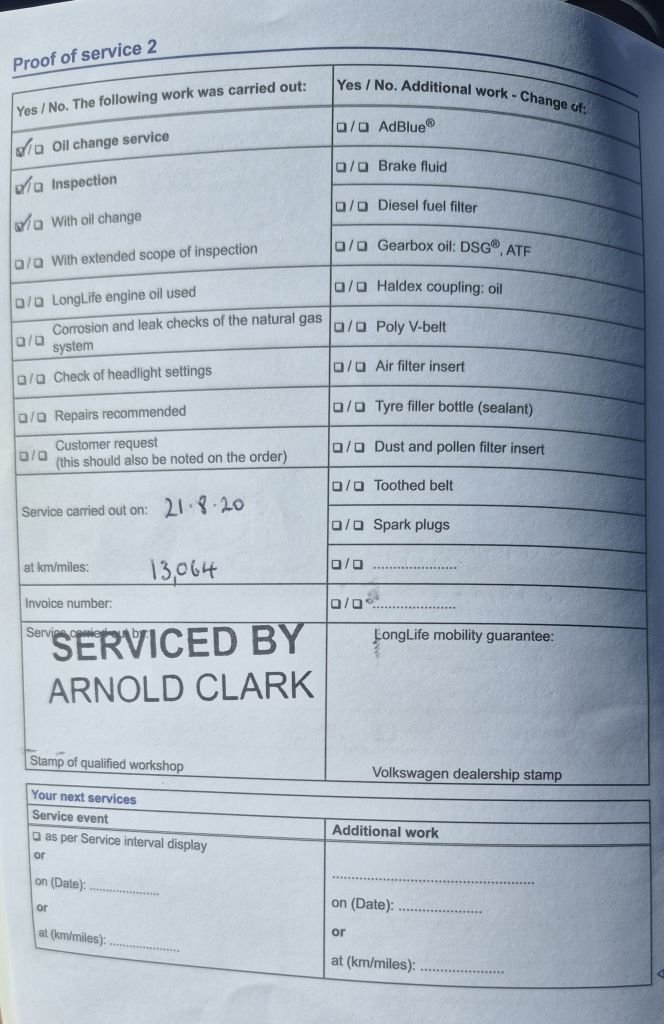 Proof of service 2
Yes / No. The following work was carried out:
☑/☐ Oil change service
☑/☐ Inspection
☑/☐ With oil change
☐/☐ With extended scope of inspection
☐/☐ LongLife engine oil used
☐/☐ Corrosion and leak checks of the natural gas
system
☐/☐ Check of headlight settings
☐/☐ Repairs recommended
☐/☐ Customer request
(this should also be noted on the order)
Service carried out on: 21.8.20
at km/miles: 13,064
Invoice number:
Service carried out by:
SERVICED BY
ARNOLD CLARK
Stamp of qualified workshop
Yes / No. Additional work - Change of:
☐/☐ AdBlue®
☐/☐ Brake fluid
☐/☐ Diesel fuel filter
☐/☐ Gearbox oil: DSG®, ATF
☐/☐ Haldex coupling: oil
☐/☐ Poly V-belt
☐/☐ Air filter insert
☐/☐ Tyre filler bottle (sealant)
☐/☐ Dust and pollen filter insert
☐/☐ Toothed belt
☐/☐ Spark plugs
☐/☐ ......................
☐/☐ ......................
LongLife mobility guarantee:
Volkswagen dealership stamp
Your next services
Service event
☐ as per Service interval display
or
on (Date): ..................
or
at (km/miles): ..................
Additional work
......................................................
on (Date): ......................
or
at (km/miles): ......................